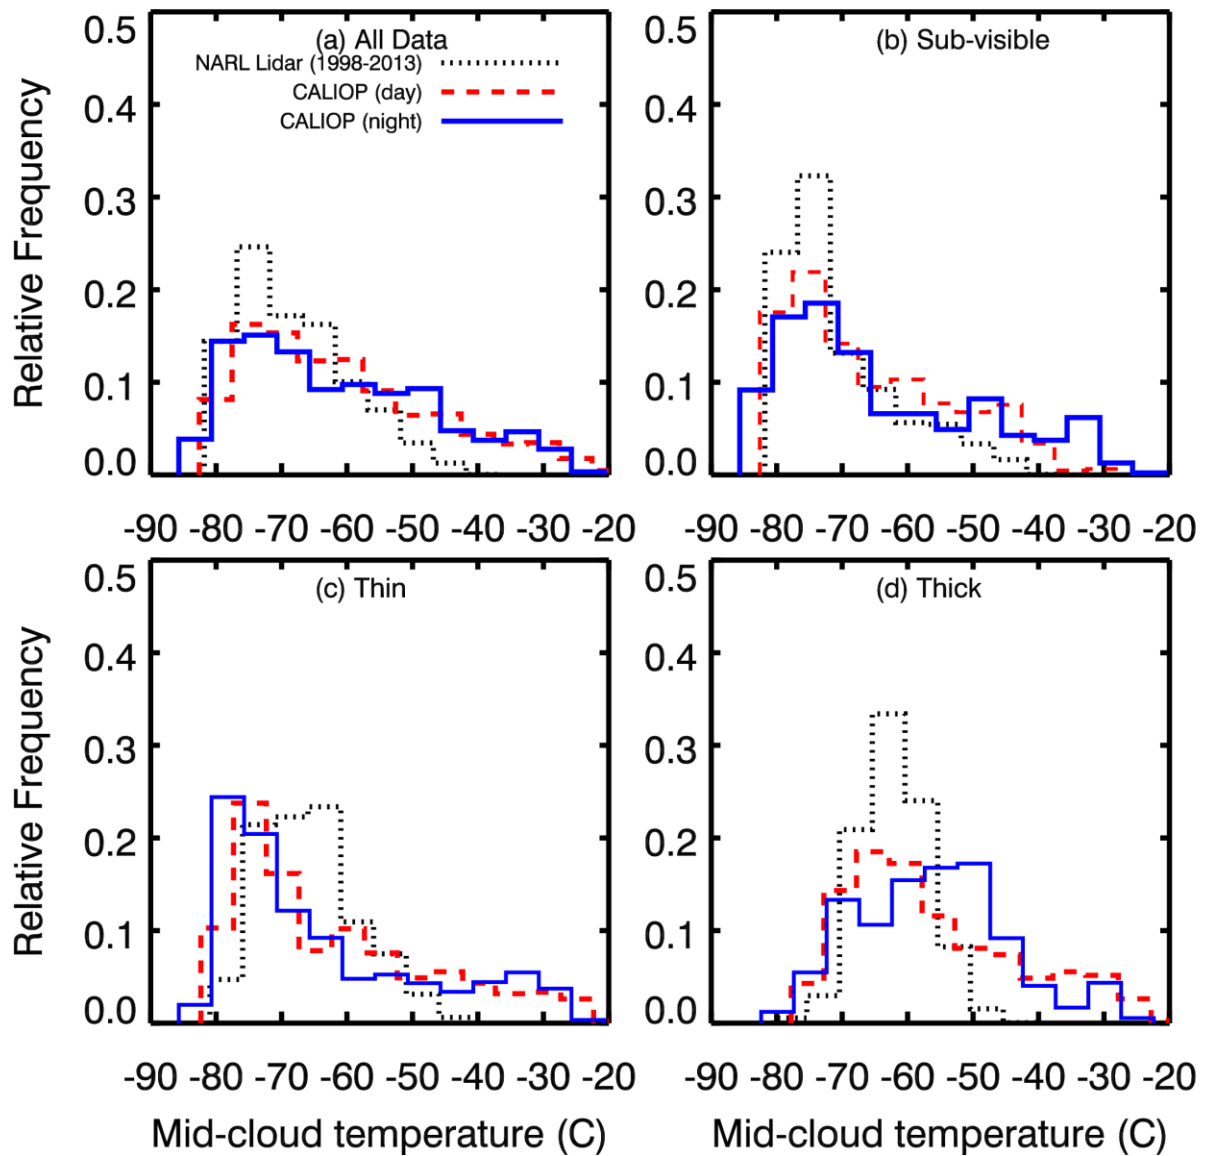 (a) All Data
NARL Lidar (1998-2013)
CALIOP (day)
CALIOP (night)
Relative Frequency
0.5
0.4
0.3
0.2
0.1
0.0
-90 -80 -70 -60 -50 -40 -30 -20
(b) Sub-visible
0.5
0.4
0.3
0.2
0.1
0.0
-90 -80 -70 -60 -50 -40 -30 -20
(c) Thin
Relative Frequency
0.5
0.4
0.3
0.2
0.1
0.0
-90 -80 -70 -60 -50 -40 -30 -20
Mid-cloud temperature (C)
(d) Thick
0.5
0.4
0.3
0.2
0.1
0.0
-90 -80 -70 -60 -50 -40 -30 -20
Mid-cloud temperature (C)